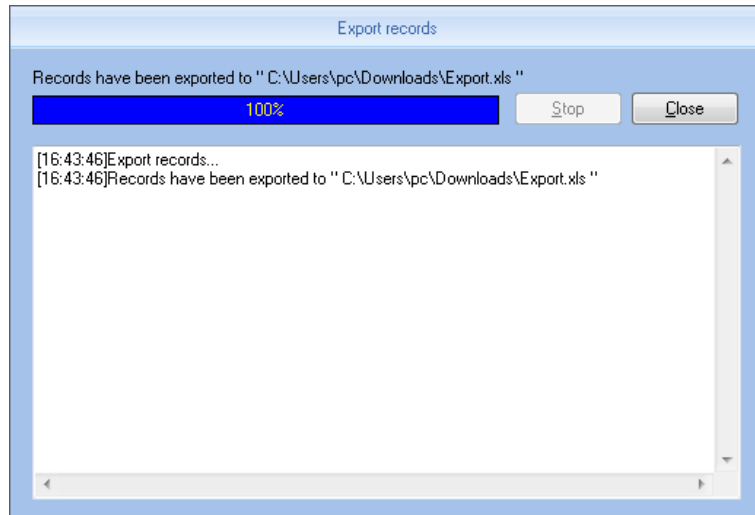 Export records
Records have been exported to " C:\Users\pc\Downloads\Export.xls "
100%
Stop
Close
[16:43:46]Export records...
[16:43:46]Records have been exported to " C:\Users\pc\Downloads\Export.xls "